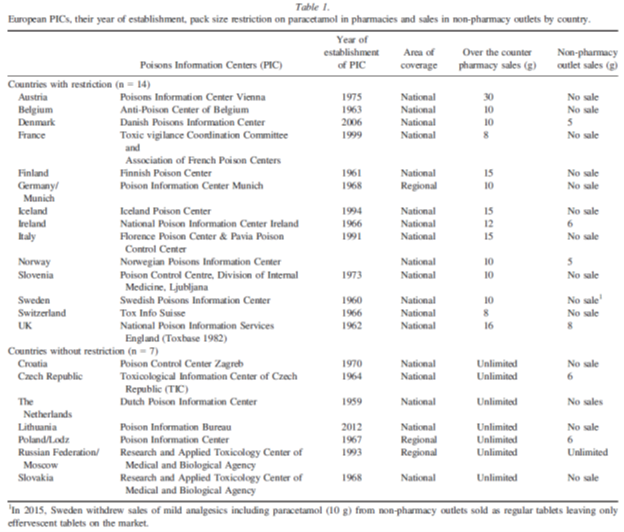 Table 1.
European PICs, their year of establishment, pack size restriction on paracetamol in pharmacies and sales in non-pharmacy outlets by country.
Poisons Information Centers (PIC) Year of establishment of PIC Area of coverage Over the counter pharmacy sales (g) Non-pharmacy outlet sales (g)
Countries with restriction (n = 14)
Austria Poisons Information Center Vienna 1975 National 30 No sale
Belgium Anti-Poison Center of Belgium 1963 National 10 No sale
Denmark Danish Poisons Information Center 2006 National 10 5
France Toxic vigilance Coordination Committee 1999 National 8 No sale
and
Association of French Poison Centers
Finland Finnish Poison Center 1961 National 15 No sale
Germany/ Poison Information Center Munich 1968 Regional 10 No sale
Munich
Iceland Iceland Poison Center 1994 National 15 No sale
Ireland National Poison Information Center Ireland 1966 National 12 6
Italy Florence Poison Center & Pavia Poison 1991 National 15 No sale
Control Center
Norway Norwegian Poisons Information Center National 10 5
Slovenia Poison Control Centre, Division of Internal 1973 National 10 No sale
Medicine, Ljubljana
Sweden Swedish Poisons Information Center 1960 National 10 No sale¹
Switzerland Tox Info Suisse 1966 National 8 No sale
UK National Poison Information Services 1962 National 16 8
England (Toxbase 1982)
Countries without restriction (n = 7)
Croatia Poison Control Center Zagreb 1970 National Unlimited No sale
Czech Republic Toxicological Information Center of Czech 1964 National Unlimited 6
Republic (TIC)
The Dutch Poison Information Center 1959 National Unlimited No sales
Netherlands
Lithuania Poison Information Bureau 2012 National Unlimited No sale
Poland/Lodz Poison Information Center 1967 Regional Unlimited 6
Russian Federation/ Research and Applied Toxicology Center of 1993 Regional Unlimited Unlimited
Moscow Medical and Biological Agency
Slovakia Research and Applied Toxicology Center of 1968 National Unlimited No sale
Medical and Biological Agency
¹In 2015, Sweden withdrew sales of mild analgesics including paracetamol (10 g) from non-pharmacy outlets sold as regular tablets leaving only
effervescent tablets on the market.